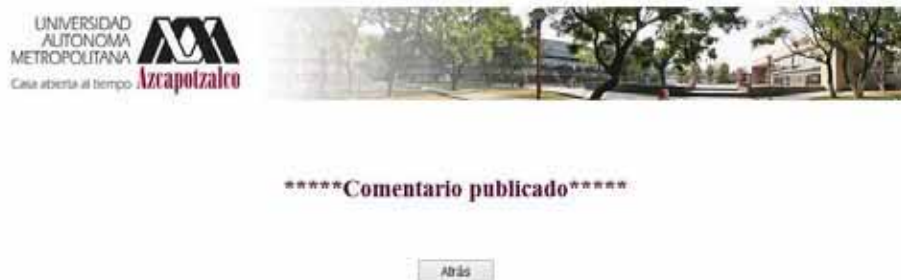 UNIVERSIDAD
AUTONOMA
METROPOLITANA
Casa abierta al tiempo Azcapotzalco
*****Comentario publicado*****
Atrás